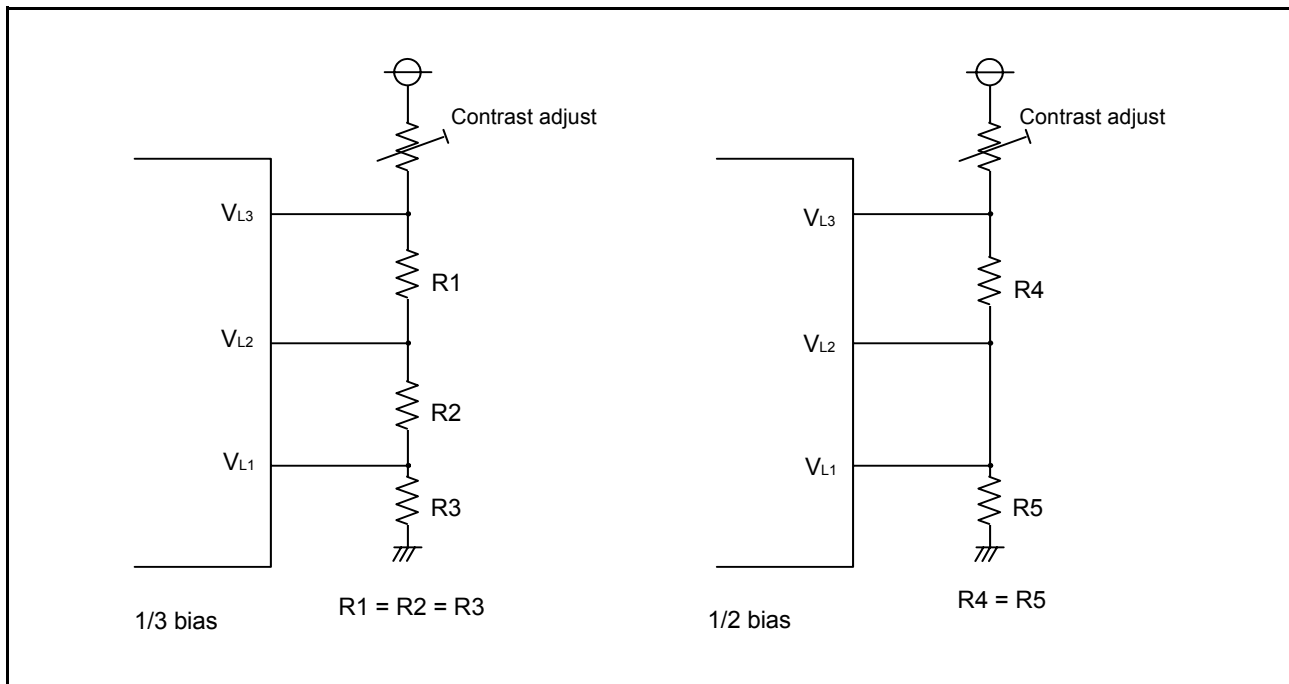 Contrast adjust
VL3
R1
VL2
R2
VL1
R3
R1 = R2 = R3
1/3 bias
Contrast adjust
VL3
R4
VL2
VL1
R5
R4 = R5
1/2 bias